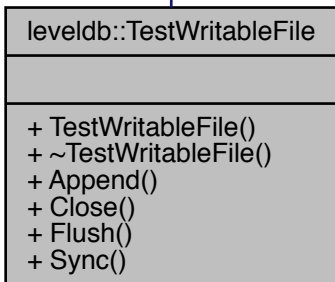 leveldb::TestWritableFile
+ TestWritableFile()
+ ~TestWritableFile()
+ Append()
+ Close()
+ Flush()
+ Sync()